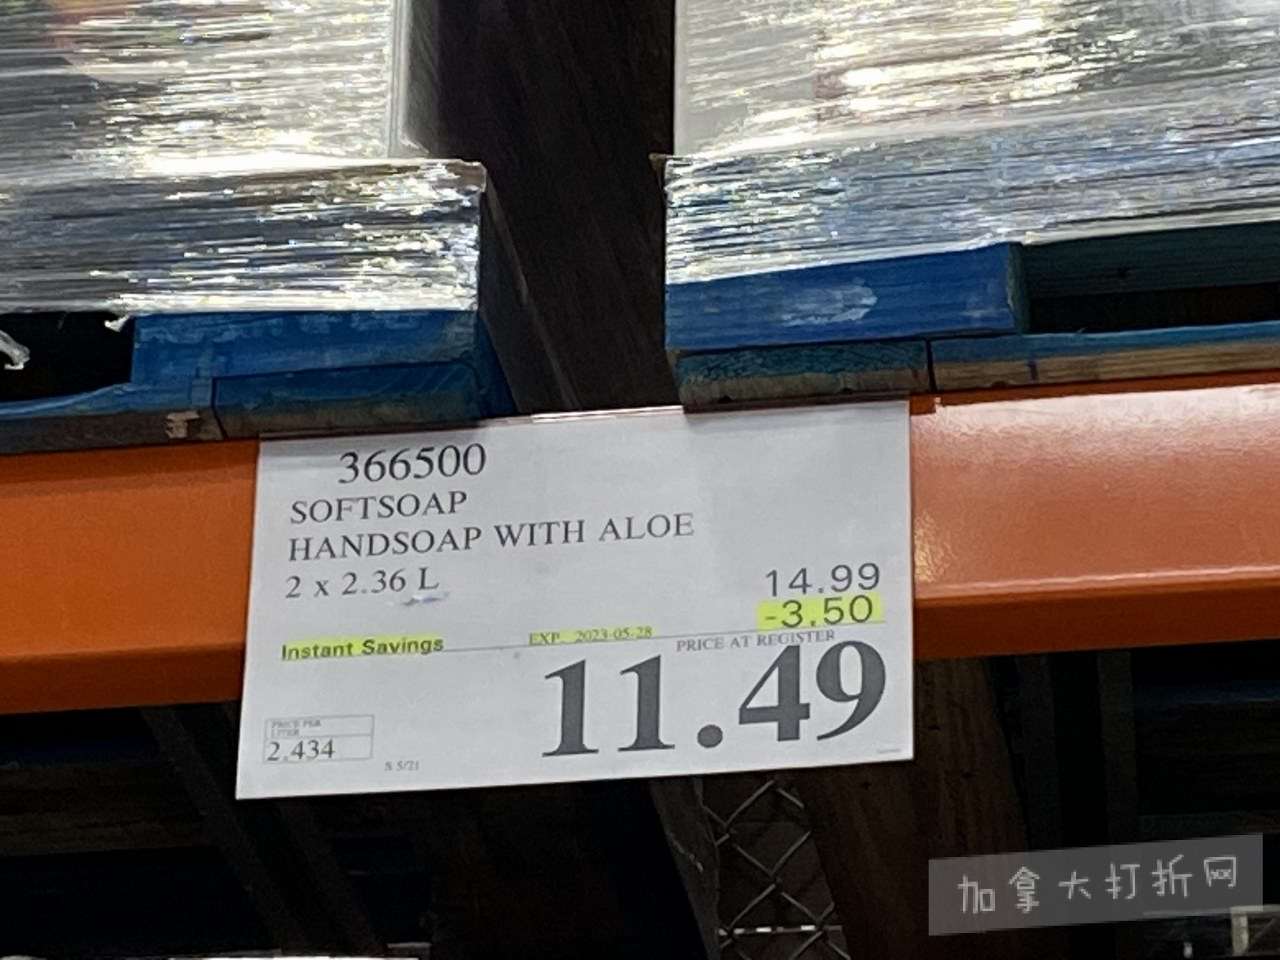 366500
SOFTSOAP
HANDSOAP WITH ALOE
2 x 2.36 L
14.99
-3.50
Instant Savings
EXP. 2023-05-28
PRICE AT REGISTER
11.49
PRICE PER
LITER
2.434
S 5/21
加拿大打折网